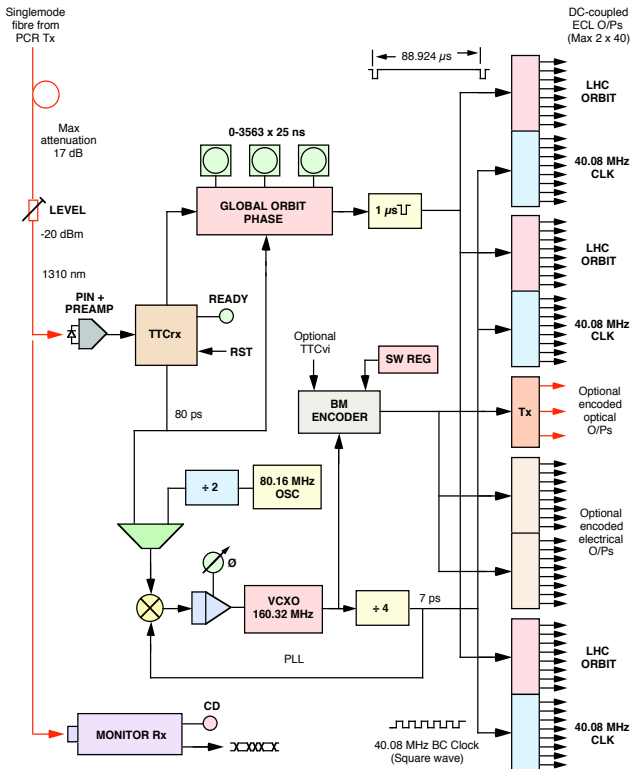 Singlemode
fibre from
PCR Tx
DC-coupled
ECL O/Ps
(Max 2 x 40)
88.924 µs
LHC
ORBIT
Max
attenuation
17 dB
0-3563 x 25 ns
40.08 MHz
CLK
LEVEL
-20 dBm
GLOBAL ORBIT
PHASE
1 µs
LHC
ORBIT
1310 nm
PIN +
PREAMP
READY
TTCrx
RST
40.08 MHz
CLK
Optional
TTCvi
SW REG
BM
ENCODER
Tx
Optional
encoded
optical
O/Ps
80 ps
÷ 2
80.16 MHz
OSC
Optional
encoded
electrical
O/Ps
Ø
VCXO
160.32 MHz
÷ 4
7 ps
PLL
LHC
ORBIT
CD
MONITOR Rx
40.08 MHz BC Clock
(Square wave)
40.08 MHz
CLK